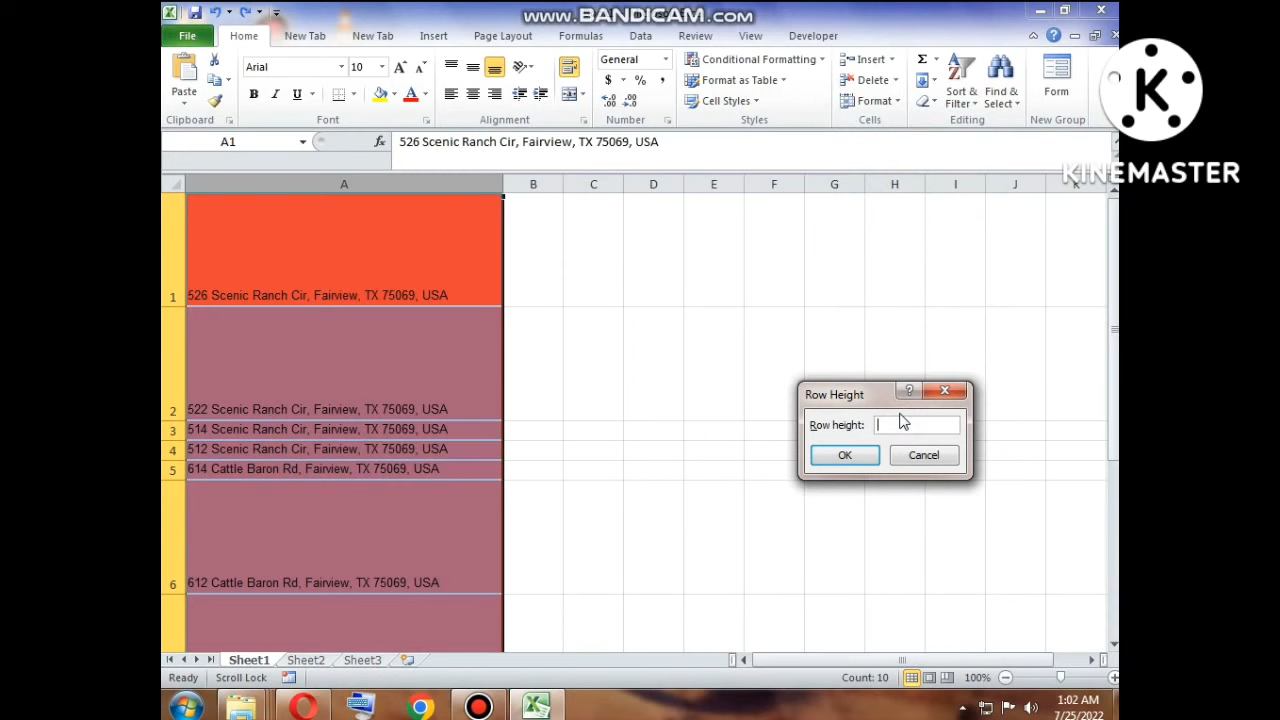 www.BANDICAM.com
File Home New Tab New Tab Insert Page Layout Formulas Data Review View Developer
Arial 10 General Conditional Formatting Insert Σ
Paste Format as Table Delete Sort & Find & Form
B I U A $ % , Cell Styles Format Filter Select
Clipboard Font Alignment Number Styles Cells Editing New Group
K
KINEMASTER
A1 fx 526 Scenic Ranch Cir, Fairview, TX 75069, USA
A B C D E F G H I J K
1 526 Scenic Ranch Cir, Fairview, TX 75069, USA
2 522 Scenic Ranch Cir, Fairview, TX 75069, USA
3 514 Scenic Ranch Cir, Fairview, TX 75069, USA
4 512 Scenic Ranch Cir, Fairview, TX 75069, USA
5 614 Cattle Baron Rd, Fairview, TX 75069, USA
6 612 Cattle Baron Rd, Fairview, TX 75069, USA
Row Height
Row height:
OK Cancel
Sheet1 Sheet2 Sheet3
Ready Scroll Lock Count: 10 100%
1:02 AM
7/25/2022